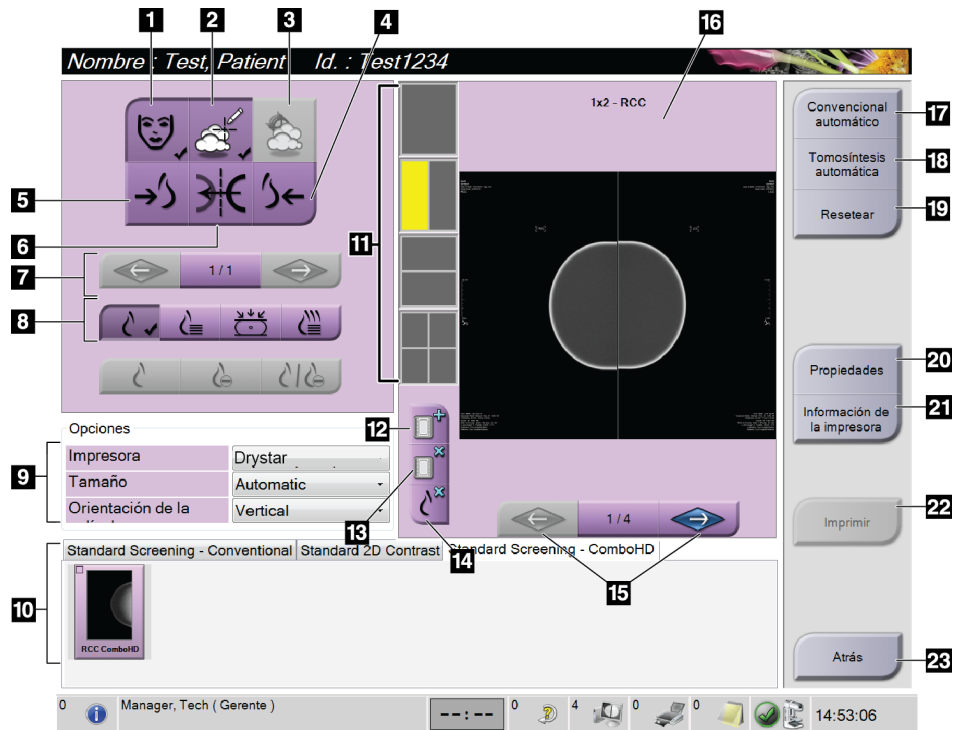 1 2 3 4 16
Nombre : Test, Patient Id. : Test1234
1x2 - RCC
Convencional
automático
17
Tomosíntesis
automática
18
Resetear
19
5
6
11
7
1 / 1
8
Propiedades
20
Información de
la impresora
21
Opciones
12
Impresora
Drystar
9
Tamaño
Automatic
Orientación de la
Vertical
13
1 / 4
Imprimir
22
14
Standard Screening - Conventional
Standard 2D Contrast
Standard Screening - ComboHD
15
10
RCC ComboHD
Atrás
23
0
Manager, Tech ( Gerente )
--:--
0
4
0
0
14:53:06